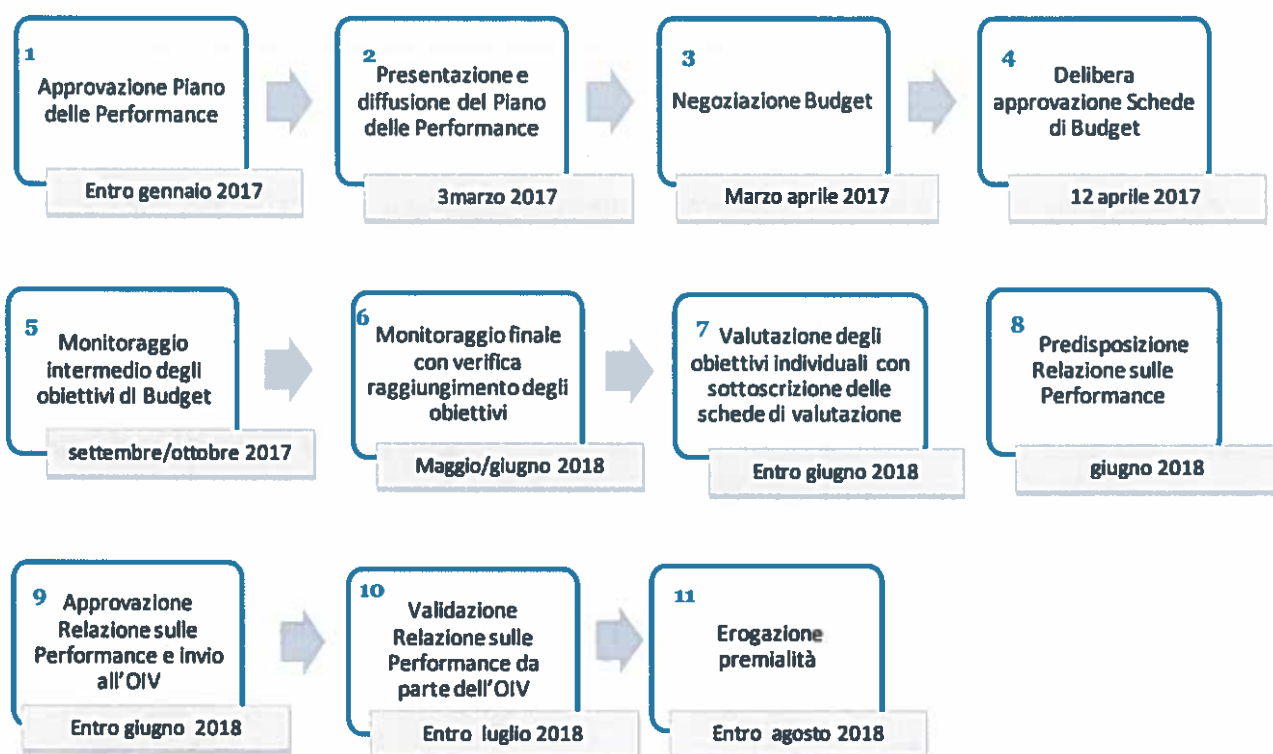 1
Approvazione Piano
delle Performance
Entro gennaio 2017
2
Presentazione e
diffusione del Piano
delle Performance
3marzo 2017
3
Negoziazione Budget
Marzo aprile 2017
4
Delibera
approvazione Schede
di Budget
12 aprile 2017
5
Monitoraggio
intermedio degli
obiettivi di Budget
settembre/ottobre 2017
6
Monitoraggio finale
con verifica
raggiungimento degli
obiettivi
Maggio/giugno 2018
7
Valutazione degli
obiettivi individuali con
sottoscrizione delle
schede di valutazione
Entro giugno 2018
8
Predisposizione
Relazione sulle
Performance
giugno 2018
9
Approvazione
Relazione sulle
Performance e invio
all'OIV
Entro giugno 2018
10
Validazione
Relazione sulle
Performance da
parte dell'OIV
Entro luglio 2018
11
Erogazione
premialità
Entro agosto 2018